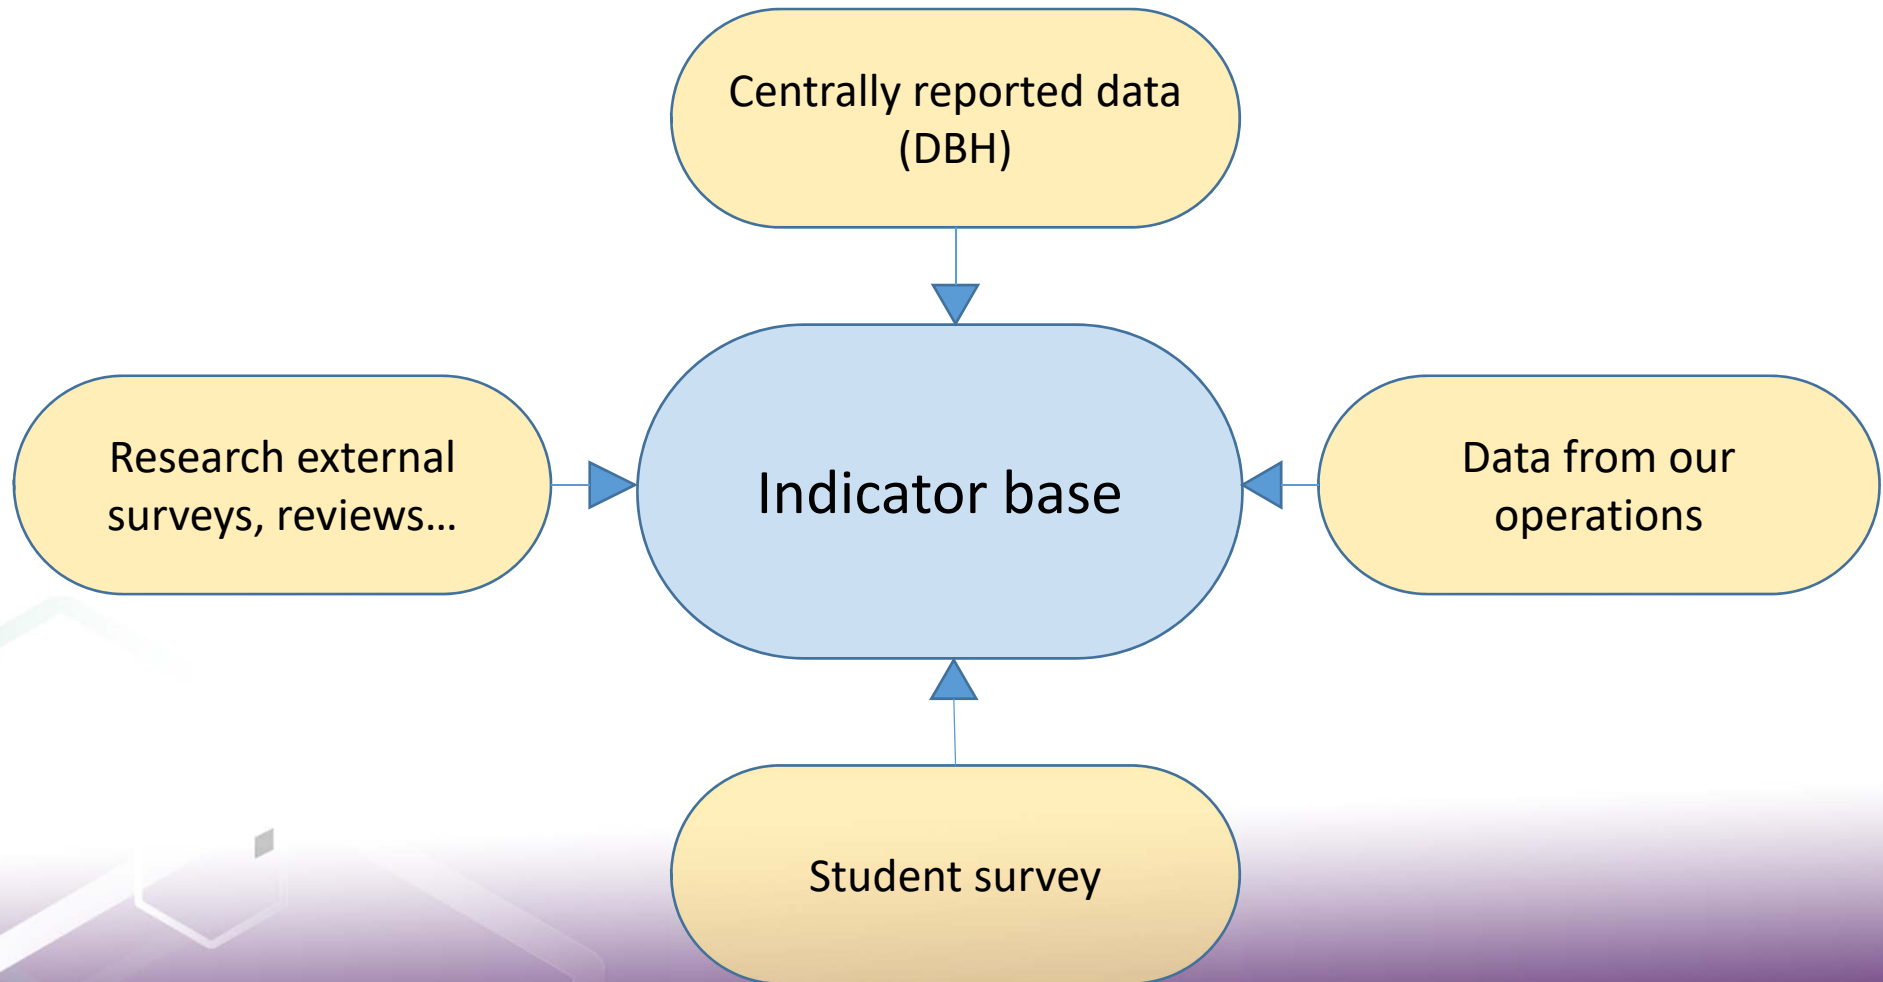 Centrally reported data
(DBH)
Research external
surveys, reviews…
Indicator base
Data from our
operations
Student survey